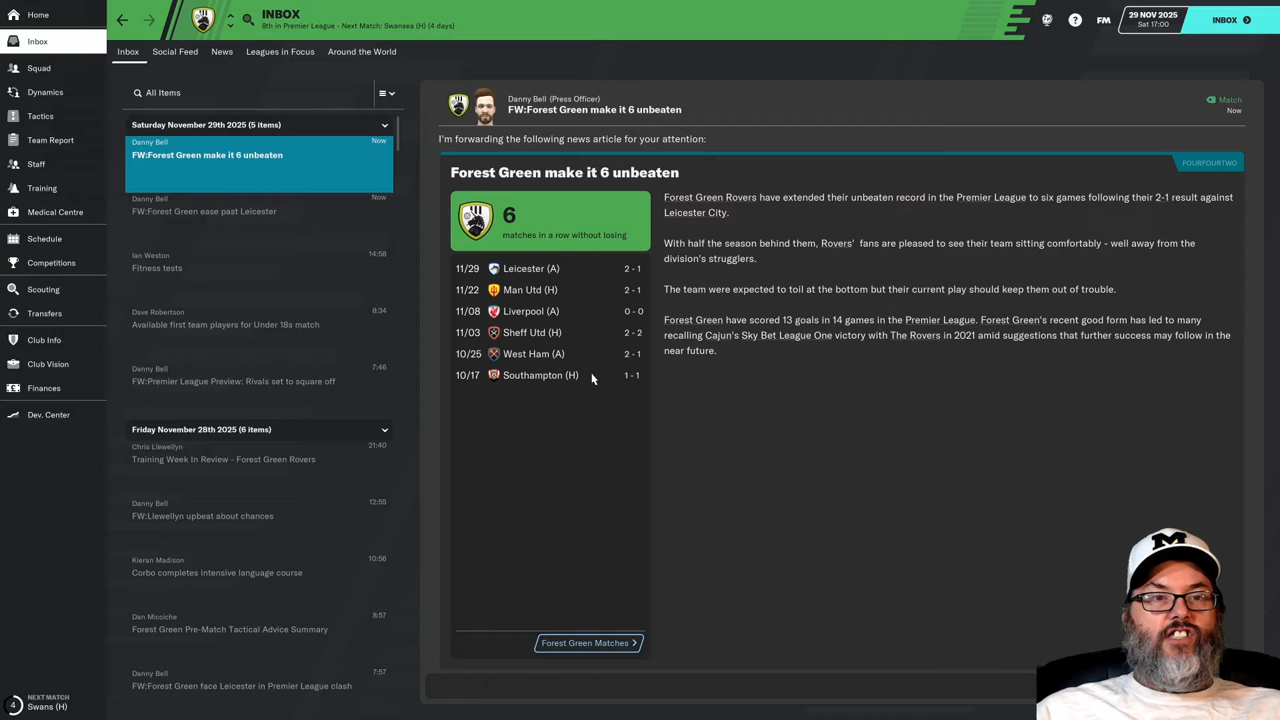 Home
Inbox
Squad
Dynamics
Tactics
Team Report
Staff
Training
Medical Centre
Schedule
Competitions
Scouting
Transfers
Club Info
Club Vision
Finances
Dev. Center
4
NEXT MATCH
Swans (H)
INBOX
8th in Premier League - Next Match: Swansea (H) (4 days)
?
FM
29 NOV 2025
Sat 17:00
INBOX
Inbox
Social Feed
News
Leagues in Focus
Around the World
All Items
Saturday November 29th 2025 (5 items)
Danny Bell
Now
FW:Forest Green make it 6 unbeaten
Danny Bell
Now
FW:Forest Green ease past Leicester
Ian Weston
14:58
Fitness tests
Dave Robertson
8:34
Available first team players for Under 18s match
Danny Bell
7:46
FW:Premier League Preview: Rivals set to square off
Friday November 28th 2025 (6 items)
Chris Llewellyn
21:40
Training Week In Review - Forest Green Rovers
Danny Bell
12:55
FW:Llewellyn upbeat about chances
Kieran Madison
10:56
Corbo completes intensive language course
Dan Micciche
8:57
Forest Green Pre-Match Tactical Advice Summary
Danny Bell
7:57
FW:Forest Green face Leicester in Premier League clash
Danny Bell (Press Officer)
FW:Forest Green make it 6 unbeaten
Match
Now
I'm forwarding the following news article for your attention:
FOURFOURTWO
Forest Green make it 6 unbeaten
6
matches in a row without losing
11/29 Leicester (A) 2 - 1
11/22 Man Utd (H) 2 - 1
11/08 Liverpool (A) 0 - 0
11/03 Sheff Utd (H) 2 - 2
10/25 West Ham (A) 2 - 1
10/17 Southampton (H) 1 - 1
Forest Green Matches
Forest Green Rovers have extended their unbeaten record in the Premier League to six games following their 2-1 result against
Leicester City.
With half the season behind them, Rovers' fans are pleased to see their team sitting comfortably - well away from the
division's strugglers.
The team were expected to toil at the bottom but their current play should keep them out of trouble.
Forest Green have scored 13 goals in 14 games in the Premier League. Forest Green's recent good form has led to many
recalling Cajun's Sky Bet League One victory with The Rovers in 2021 amid suggestions that further success may follow in the
near future.
M